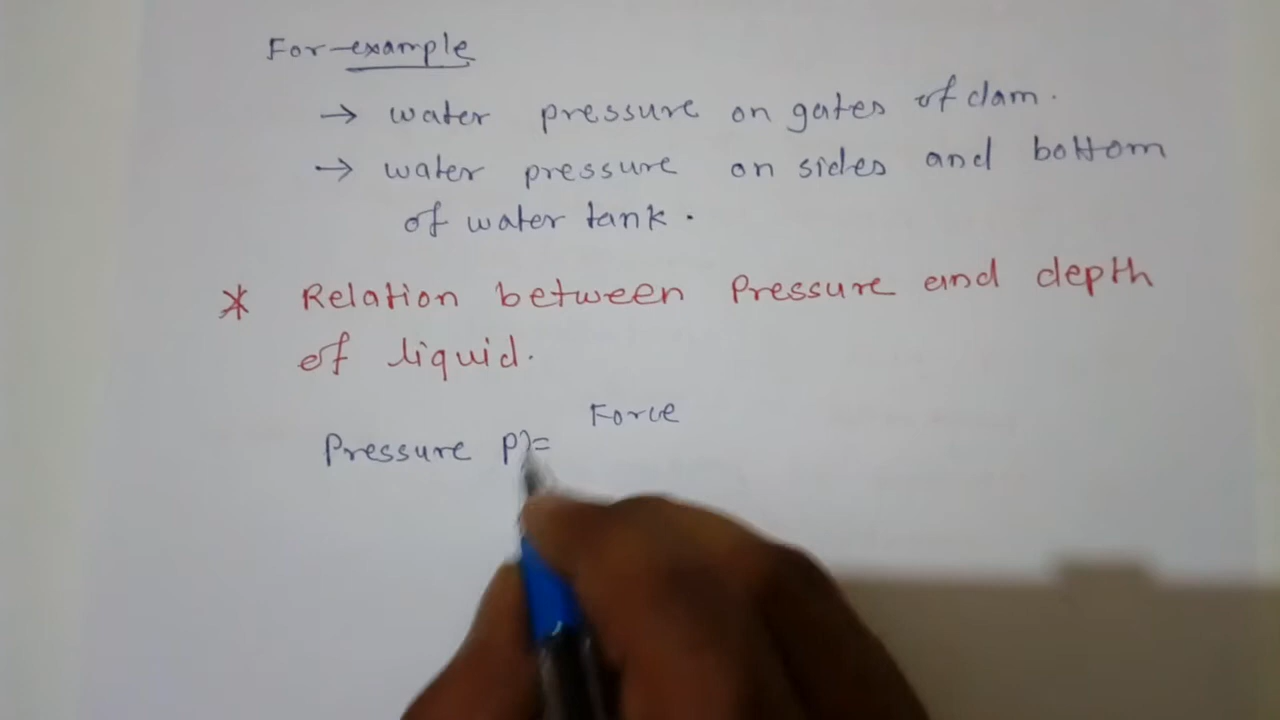 For-example
→ water pressure on gates of dam.
→ water pressure on sides and bottom
of water tank.
* Relation between Pressure and depth
of liquid.
Force
Pressure P)=